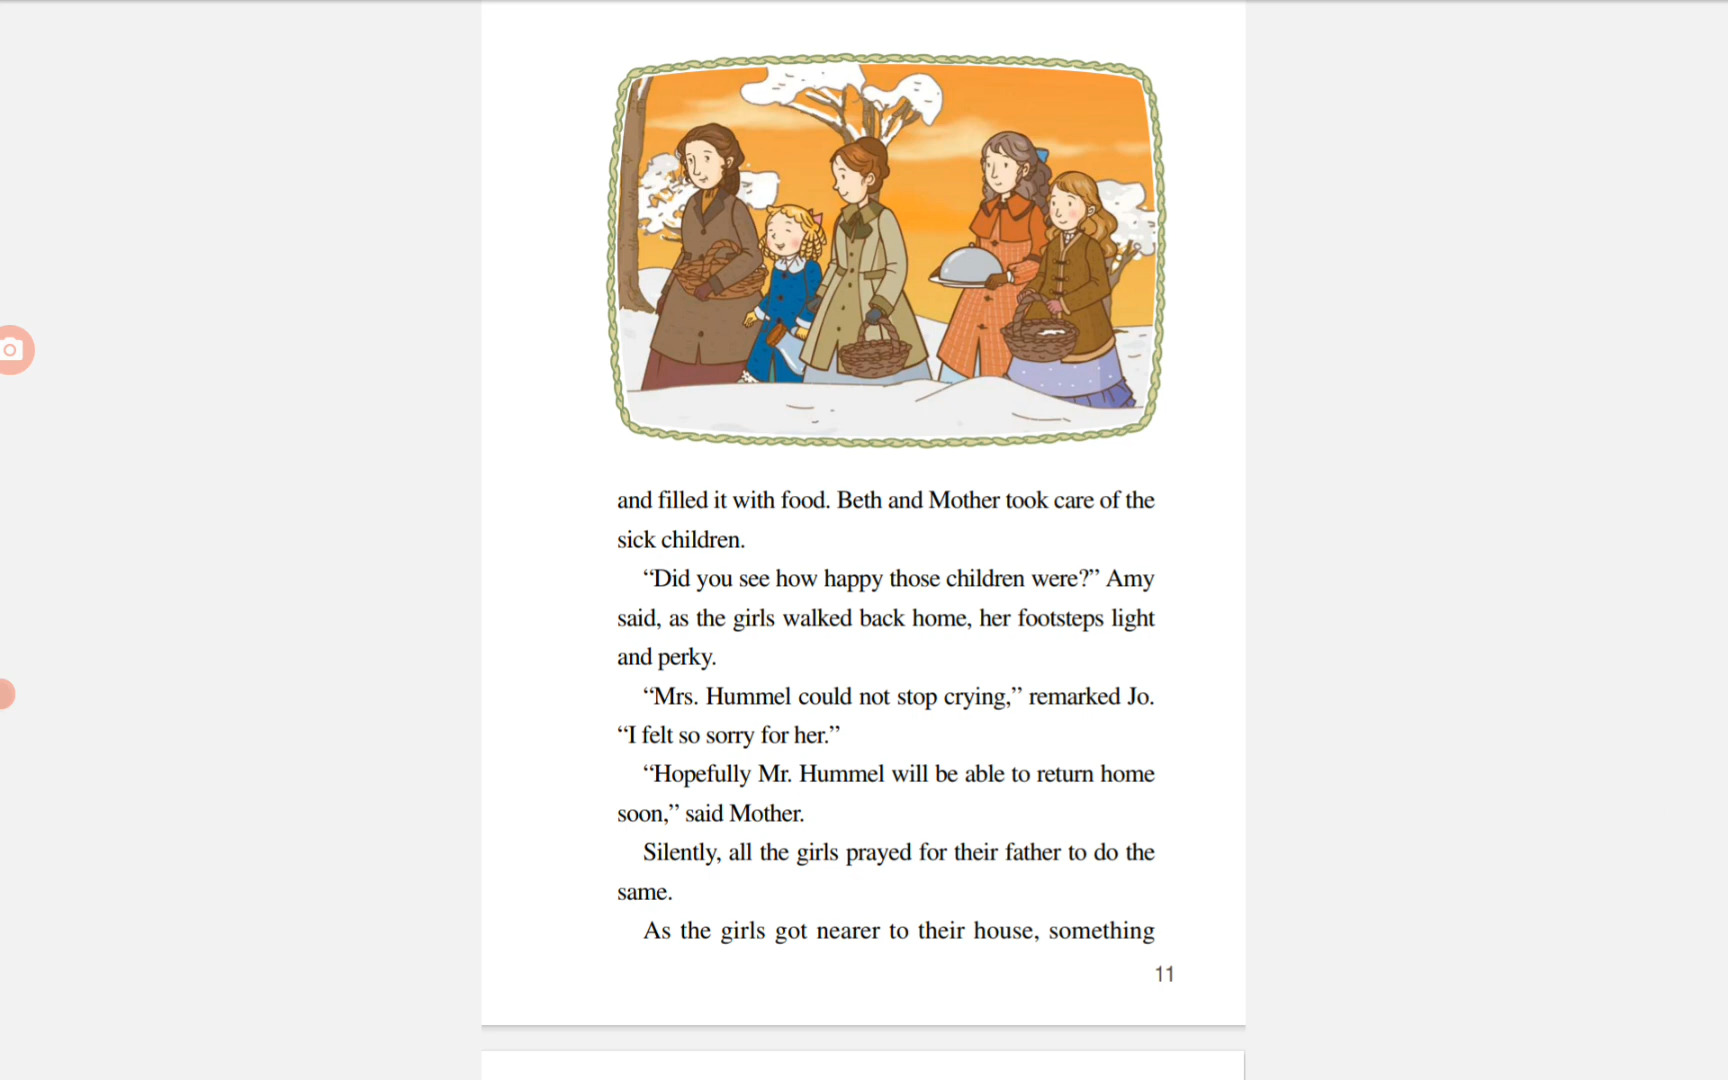 and filled it with food. Beth and Mother took care of the
sick children.
“Did you see how happy those children were?” Amy
said, as the girls walked back home, her footsteps light
and perky.
“Mrs. Hummel could not stop crying,” remarked Jo.
“I felt so sorry for her.”
“Hopefully Mr. Hummel will be able to return home
soon,” said Mother.
Silently, all the girls prayed for their father to do the
same.
As the girls got nearer to their house, something
11